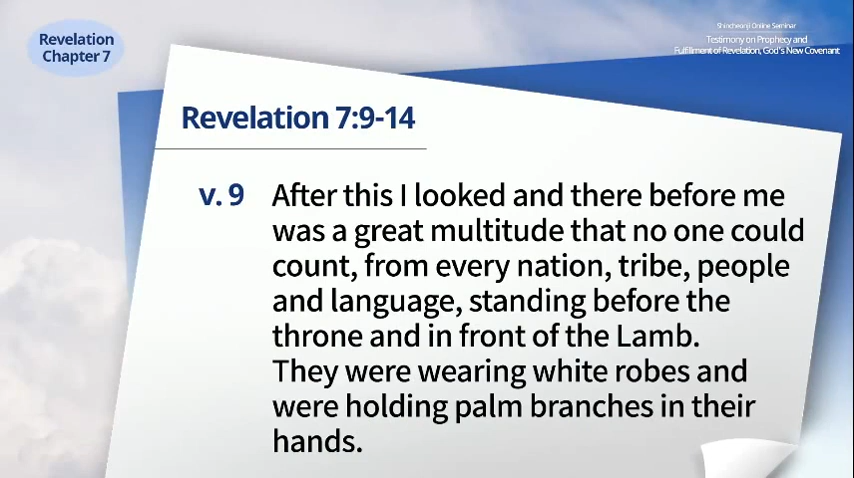 Revelation
Chapter 7
Shincheonji Online Seminar
Testimony on Prophecy and
Fulfillment of Revelation, God's New Covenant
Revelation 7:9-14
v. 9 After this I looked and there before me
was a great multitude that no one could
count, from every nation, tribe, people
and language, standing before the
throne and in front of the Lamb.
They were wearing white robes and
were holding palm branches in their
hands.